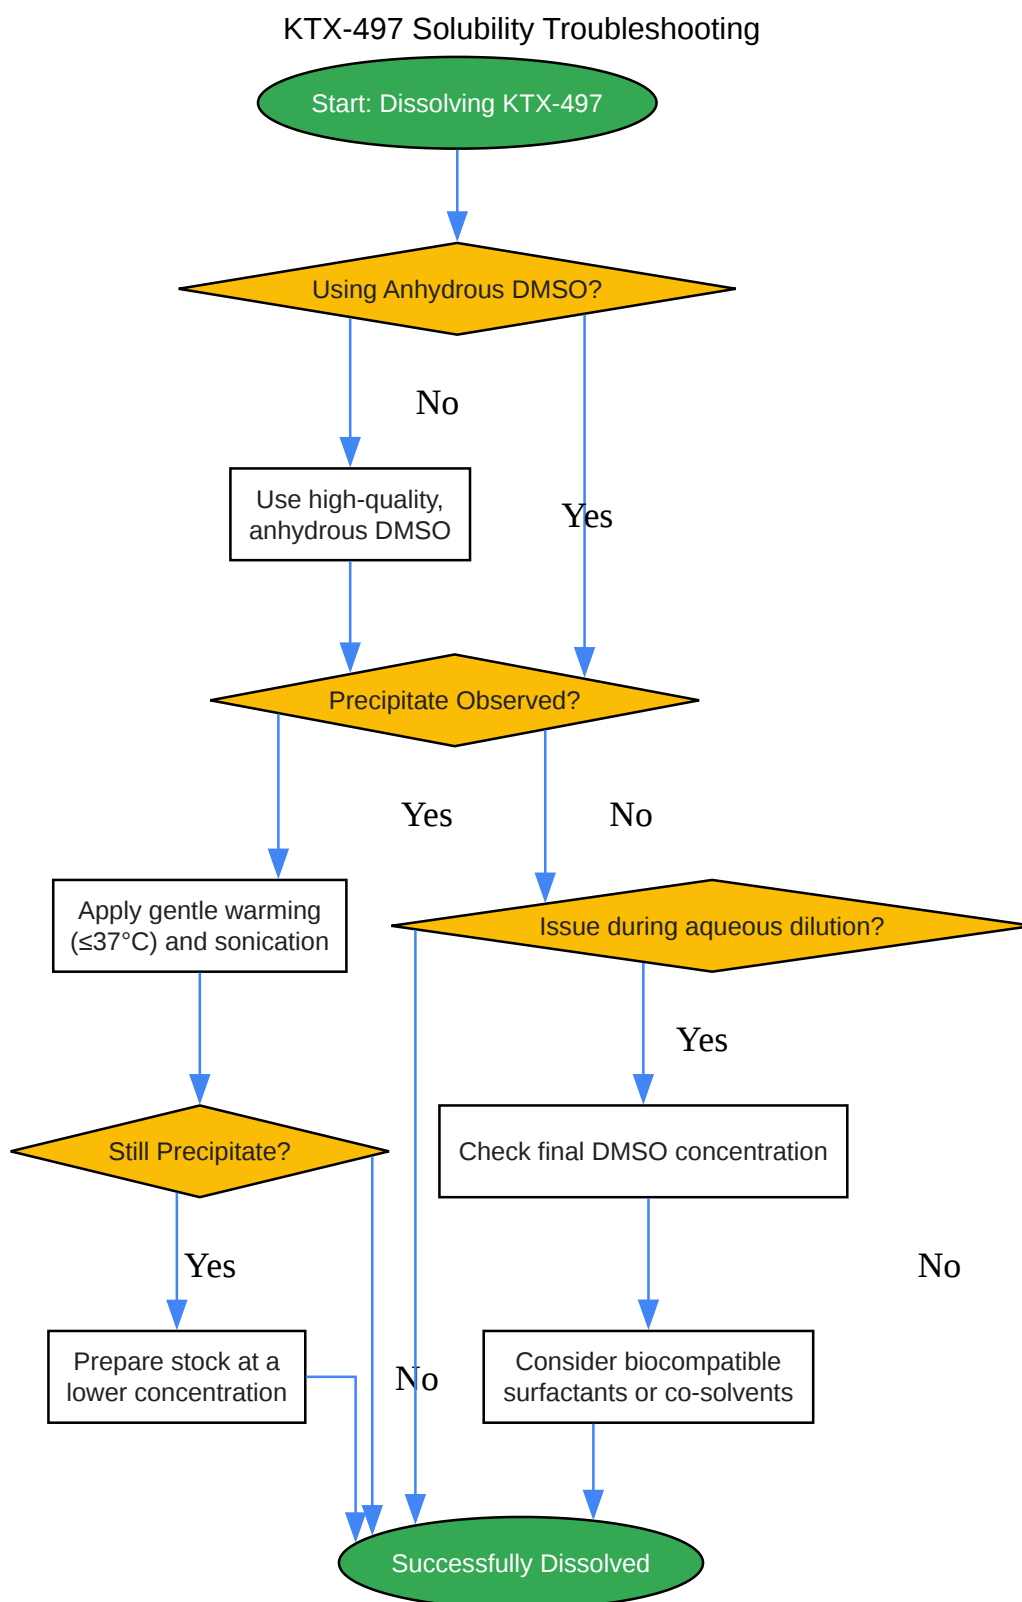 KTX-497 Solubility Troubleshooting
Start: Dissolving KTX-497
Using Anhydrous DMSO?
No
Use high-quality,
anhydrous DMSO
Yes
Precipitate Observed?
Yes
No
Apply gentle warming
(≤37°C) and sonication
Issue during aqueous dilution?
Yes
Still Precipitate?
Check final DMSO concentration
Yes
No
Prepare stock at a
lower concentration
No
Consider biocompatible
surfactants or co-solvents
Successfully Dissolved